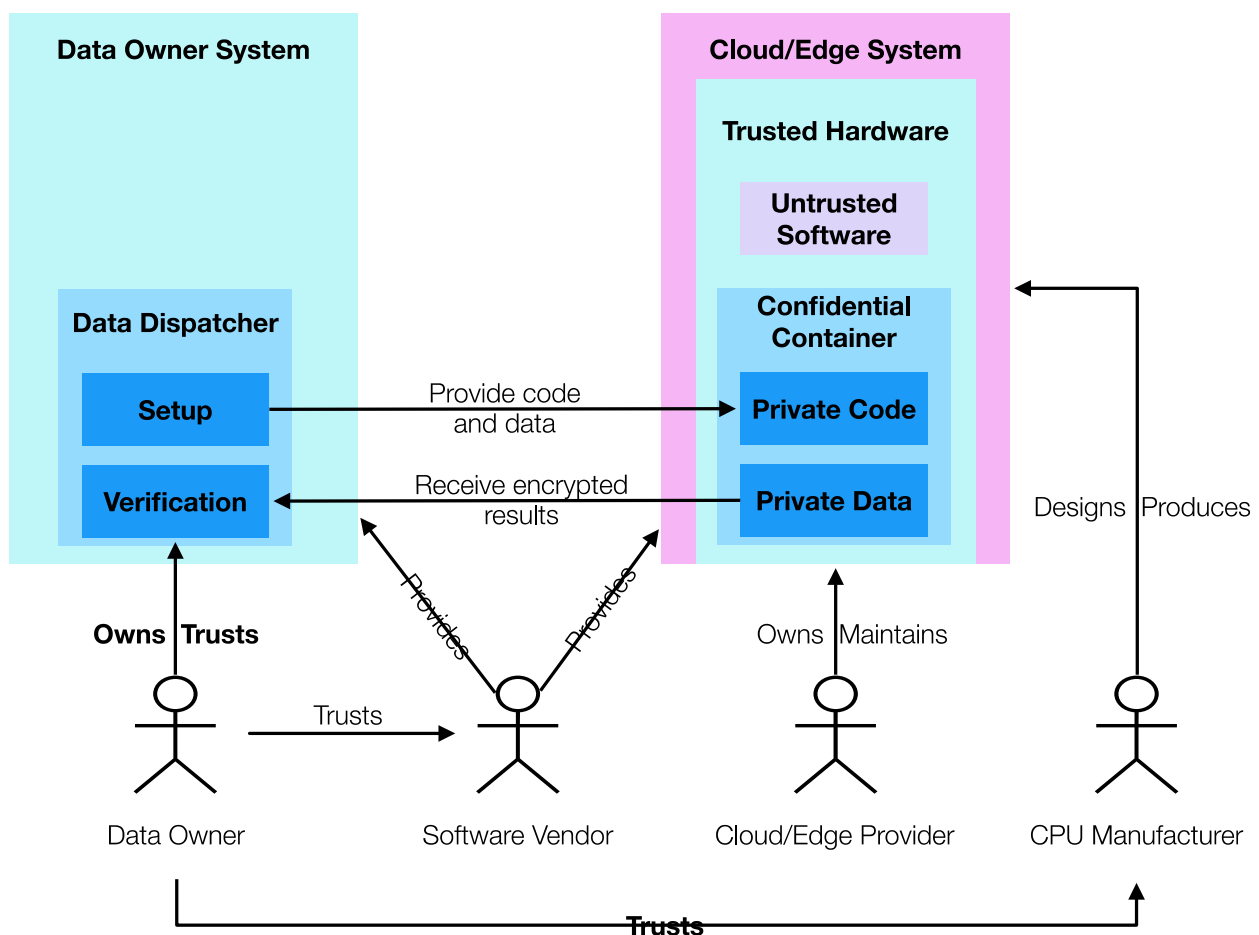 Data Owner System
Cloud/Edge System
Trusted Hardware
Untrusted
Software
Data Dispatcher
Confidential
Container
Setup
Provide code
and data
Private Code
Verification
Receive encrypted
results
Private Data
Designs
Produces
Provides
Provides
Owns
Trusts
Owns
Maintains
Trusts
Data Owner
Software Vendor
Cloud/Edge Provider
CPU Manufacturer
Trusts